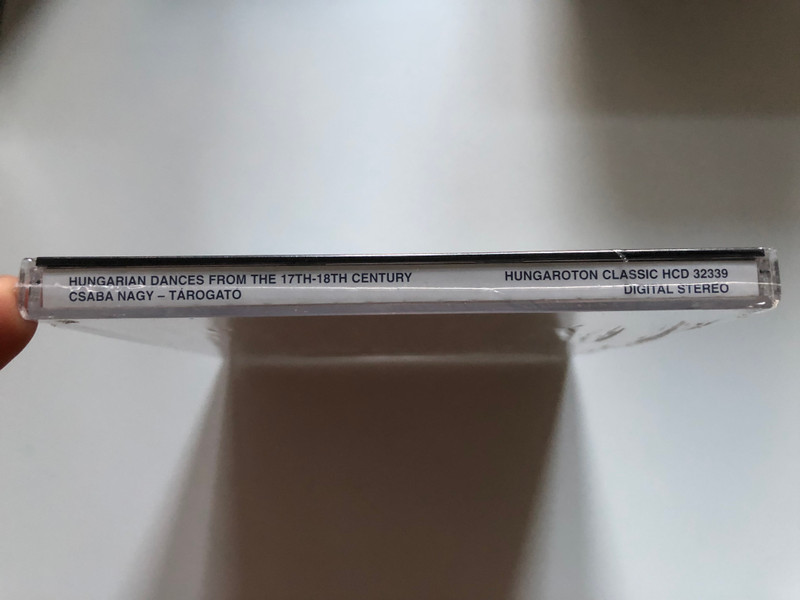 HUNGARIAN DANCES FROM THE 17TH-18TH CENTURY HUNGAROTON CLASSIC HCD 32339
CSABA NAGY – TÁROGATÓ DIGITAL STEREO